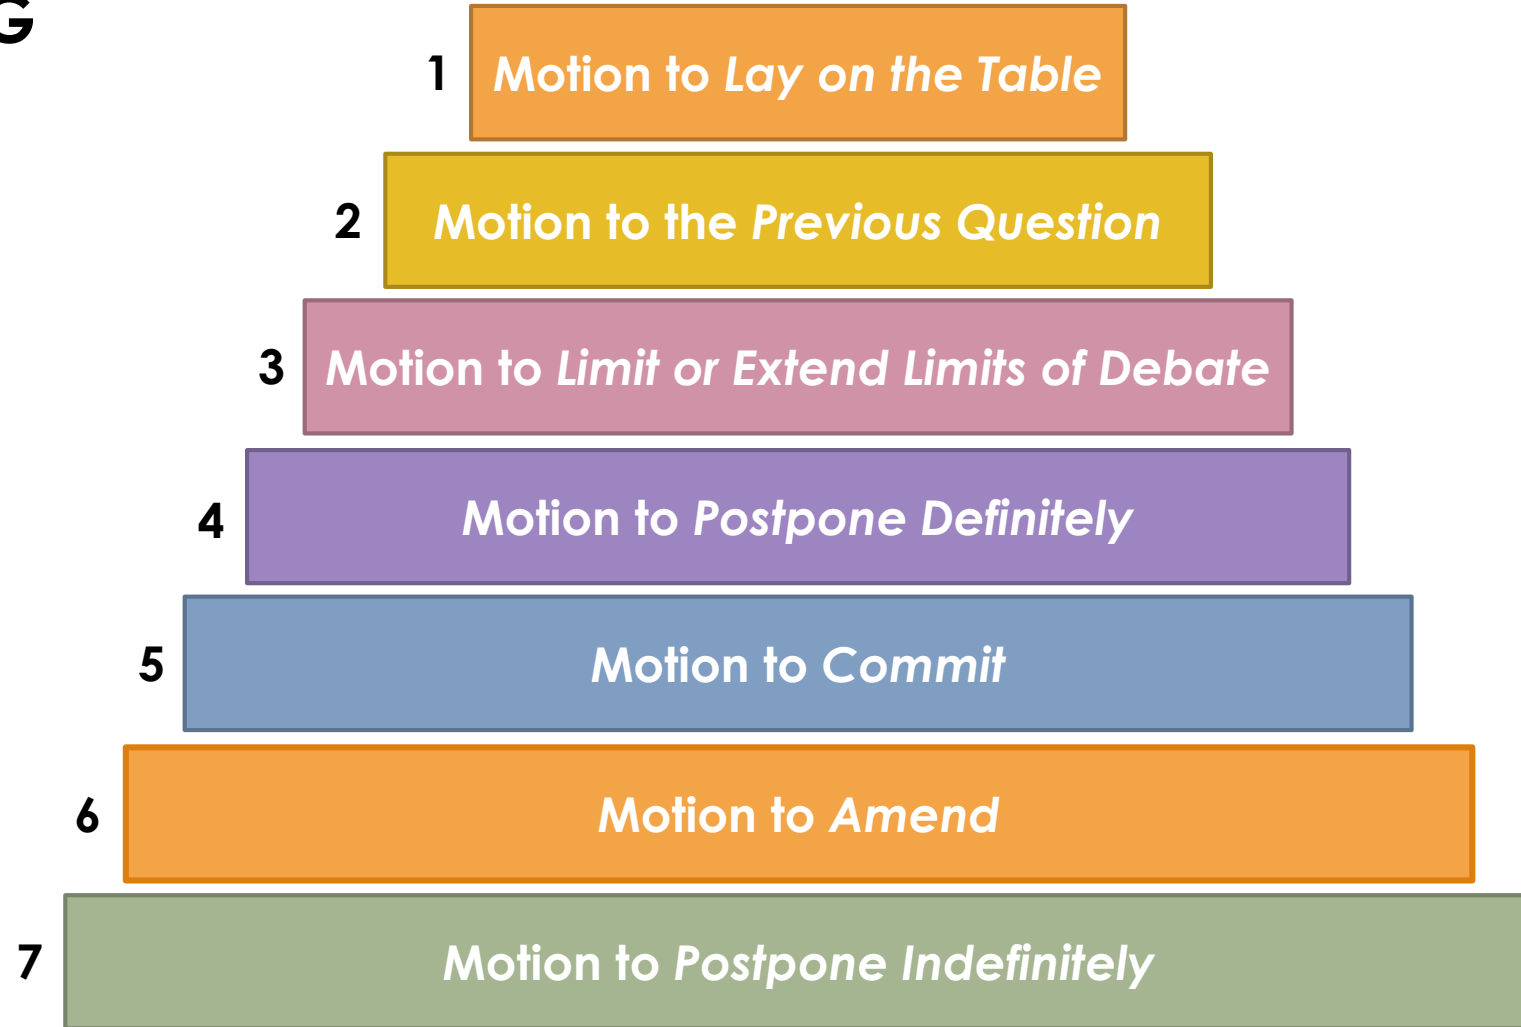 G
1 Motion to Lay on the Table
2 Motion to the Previous Question
3 Motion to Limit or Extend Limits of Debate
4 Motion to Postpone Definitely
5 Motion to Commit
6 Motion to Amend
7 Motion to Postpone Indefinitely